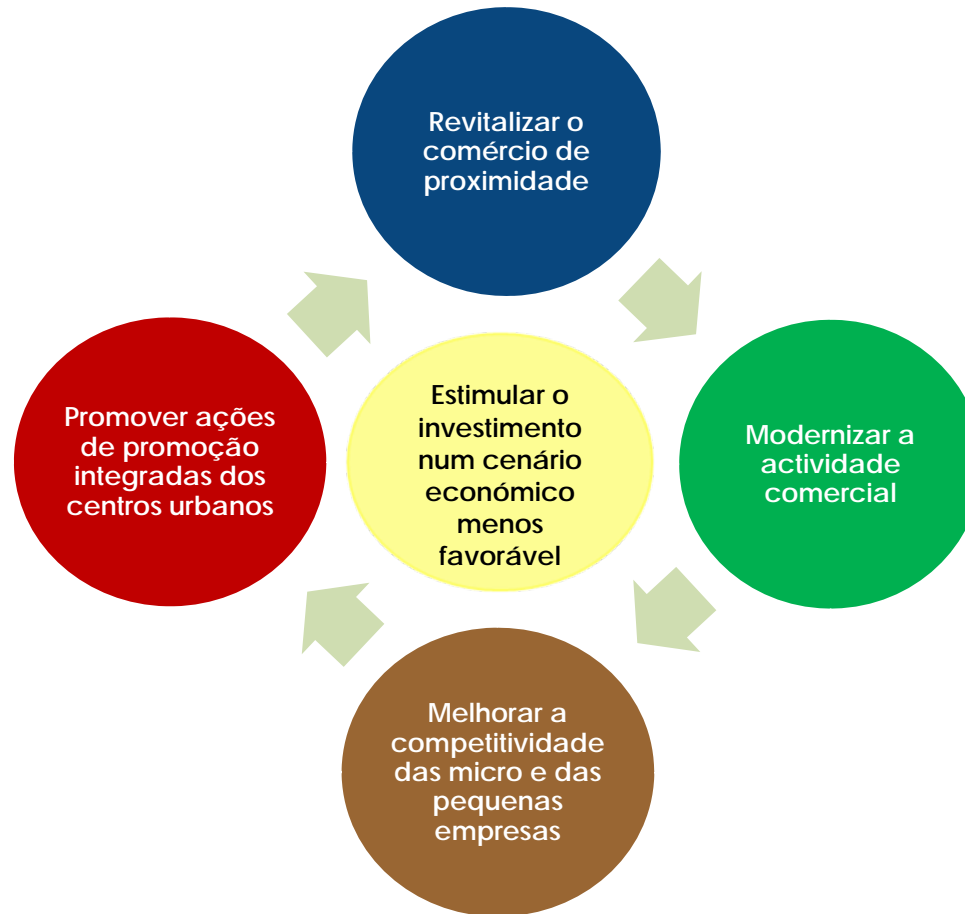 Revitalizar o
comércio de
proximidade
Promover ações
de promoção
integradas dos
centros urbanos
Estimular o
investimento
num cenário
económico
menos
favorável
Modernizar a
actividade
comercial
Melhorar a
competitividade
das micro e das
pequenas
empresas